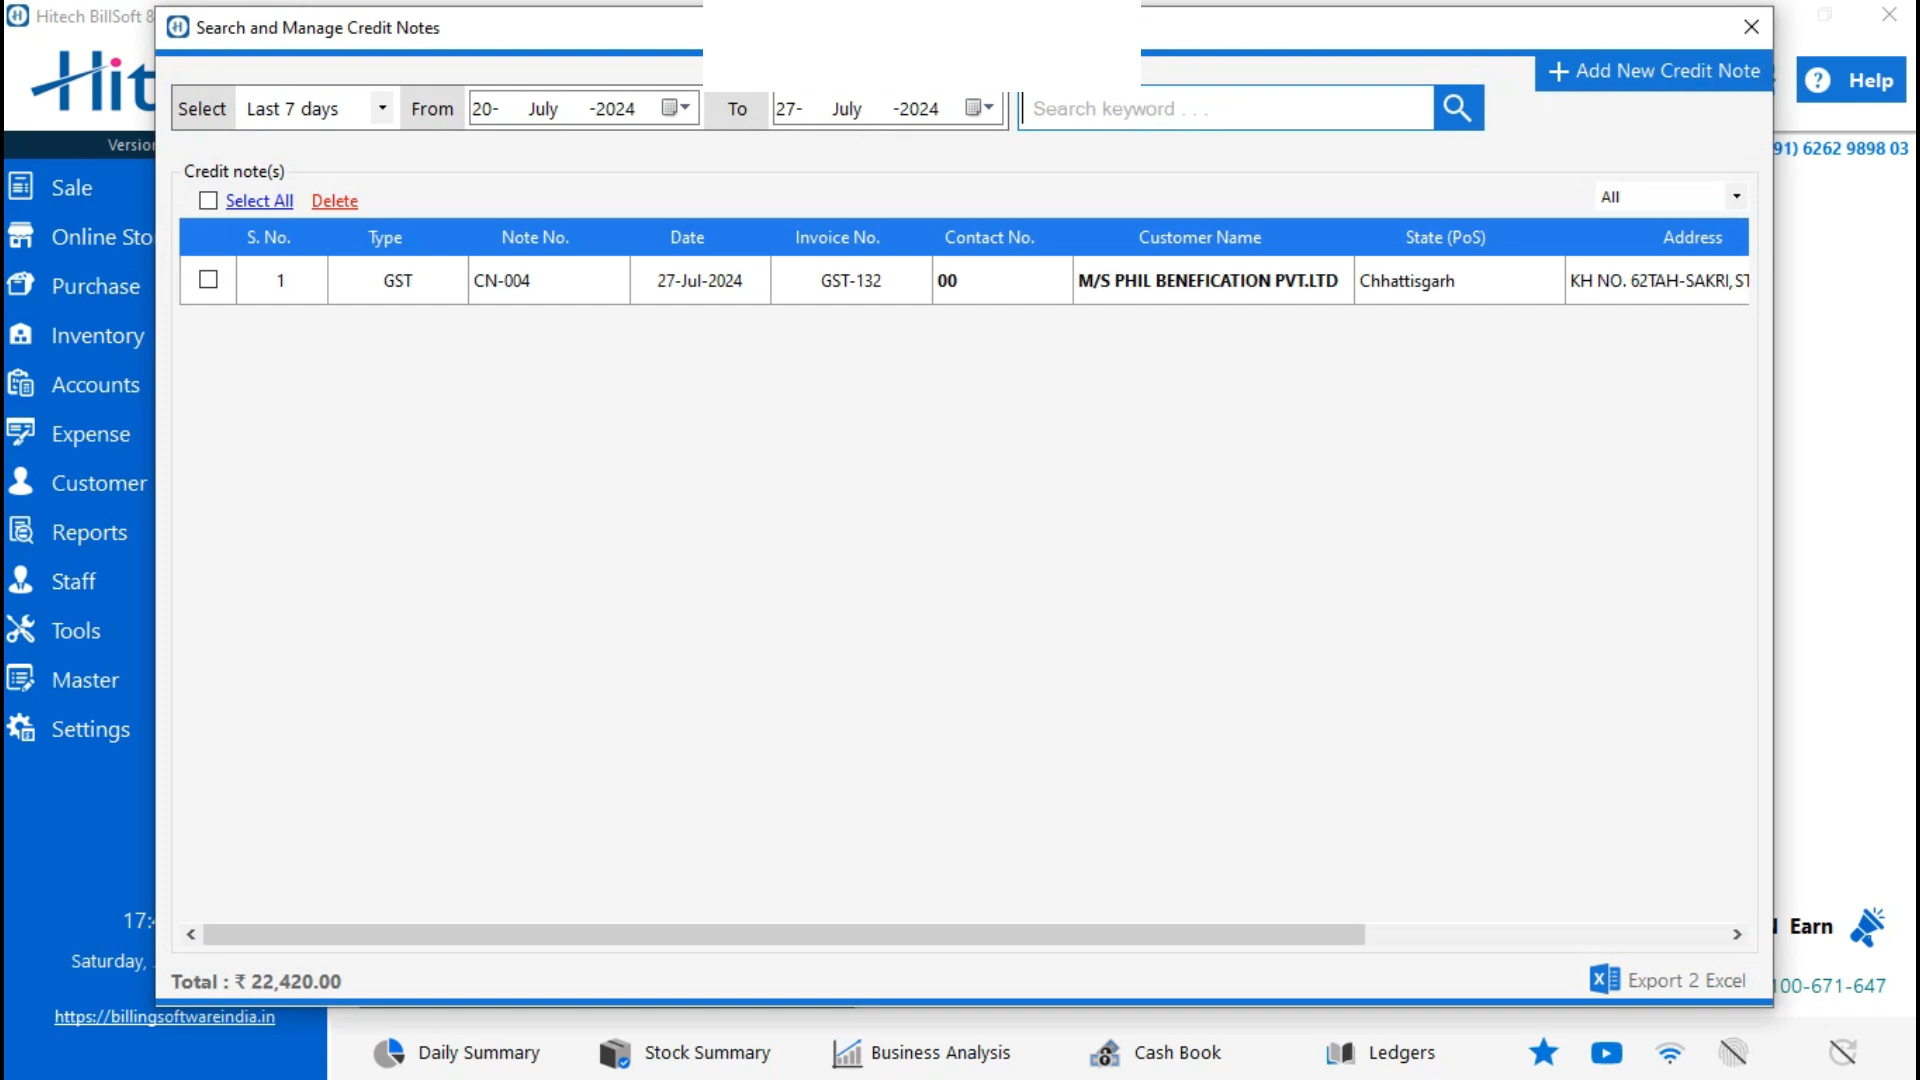 Hitech BillSoft 8
Search and Manage Credit Notes
Add New Credit Note
Help
Hit
Select Last 7 days From 20- July -2024 To 27- July -2024 Search keyword . . .
Version
91) 6262 9898 03
Credit note(s)
Select All Delete All
S. No. Type Note No. Date Invoice No. Contact No. Customer Name State (PoS) Address
1 GST CN-004 27-Jul-2024 GST-132 00 M/S PHIL BENEFICATION PVT.LTD Chhattisgarh KH NO. 62TAH-SAKRI, ST
Sale
Online Sto
Purchase
Inventory
Accounts
Expense
Customer
Reports
Staff
Tools
Master
Settings
17:
Saturday,
https://billingsoftwareindia.in
Earn
Total : ₹ 22,420.00
Export 2 Excel
100-671-647
Daily Summary Stock Summary Business Analysis Cash Book Ledgers